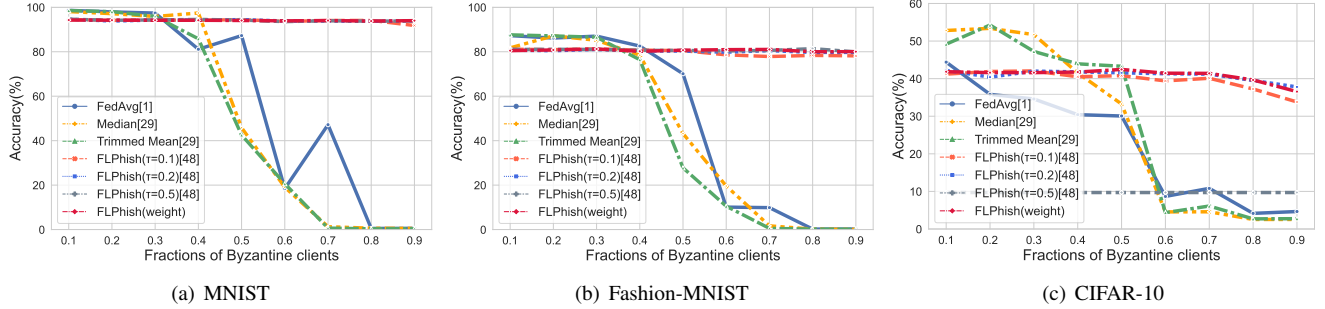 100
80
60
40
20
0
Accuracy(%)
FedAvg[1]
Median[29]
Trimmed Mean[29]
FLPhish(τ=0.1)[48]
FLPhish(τ=0.2)[48]
FLPhish(τ=0.5)[48]
FLPhish(weight)
0.1 0.2 0.3 0.4 0.5 0.6 0.7 0.8 0.9
Fractions of Byzantine clients
(a) MNIST
100
80
60
40
20
0
Accuracy(%)
FedAvg[1]
Median[29]
Trimmed Mean[29]
FLPhish(τ=0.1)[48]
FLPhish(τ=0.2)[48]
FLPhish(τ=0.5)[48]
FLPhish(weight)
0.1 0.2 0.3 0.4 0.5 0.6 0.7 0.8 0.9
Fractions of Byzantine clients
(b) Fashion-MNIST
60
50
40
30
20
10
0
Accuracy(%)
FedAvg[1]
Median[29]
Trimmed Mean[29]
FLPhish(τ=0.1)[48]
FLPhish(τ=0.2)[48]
FLPhish(τ=0.5)[48]
FLPhish(weight)
0.1 0.2 0.3 0.4 0.5 0.6 0.7 0.8 0.9
Fractions of Byzantine clients
(c) CIFAR-10